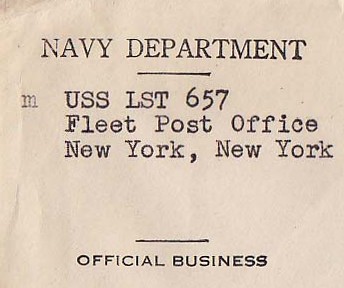 NAVY DEPARTMENT
m USS LST 657
Fleet Post Office
New York, New York
OFFICIAL BUSINESS